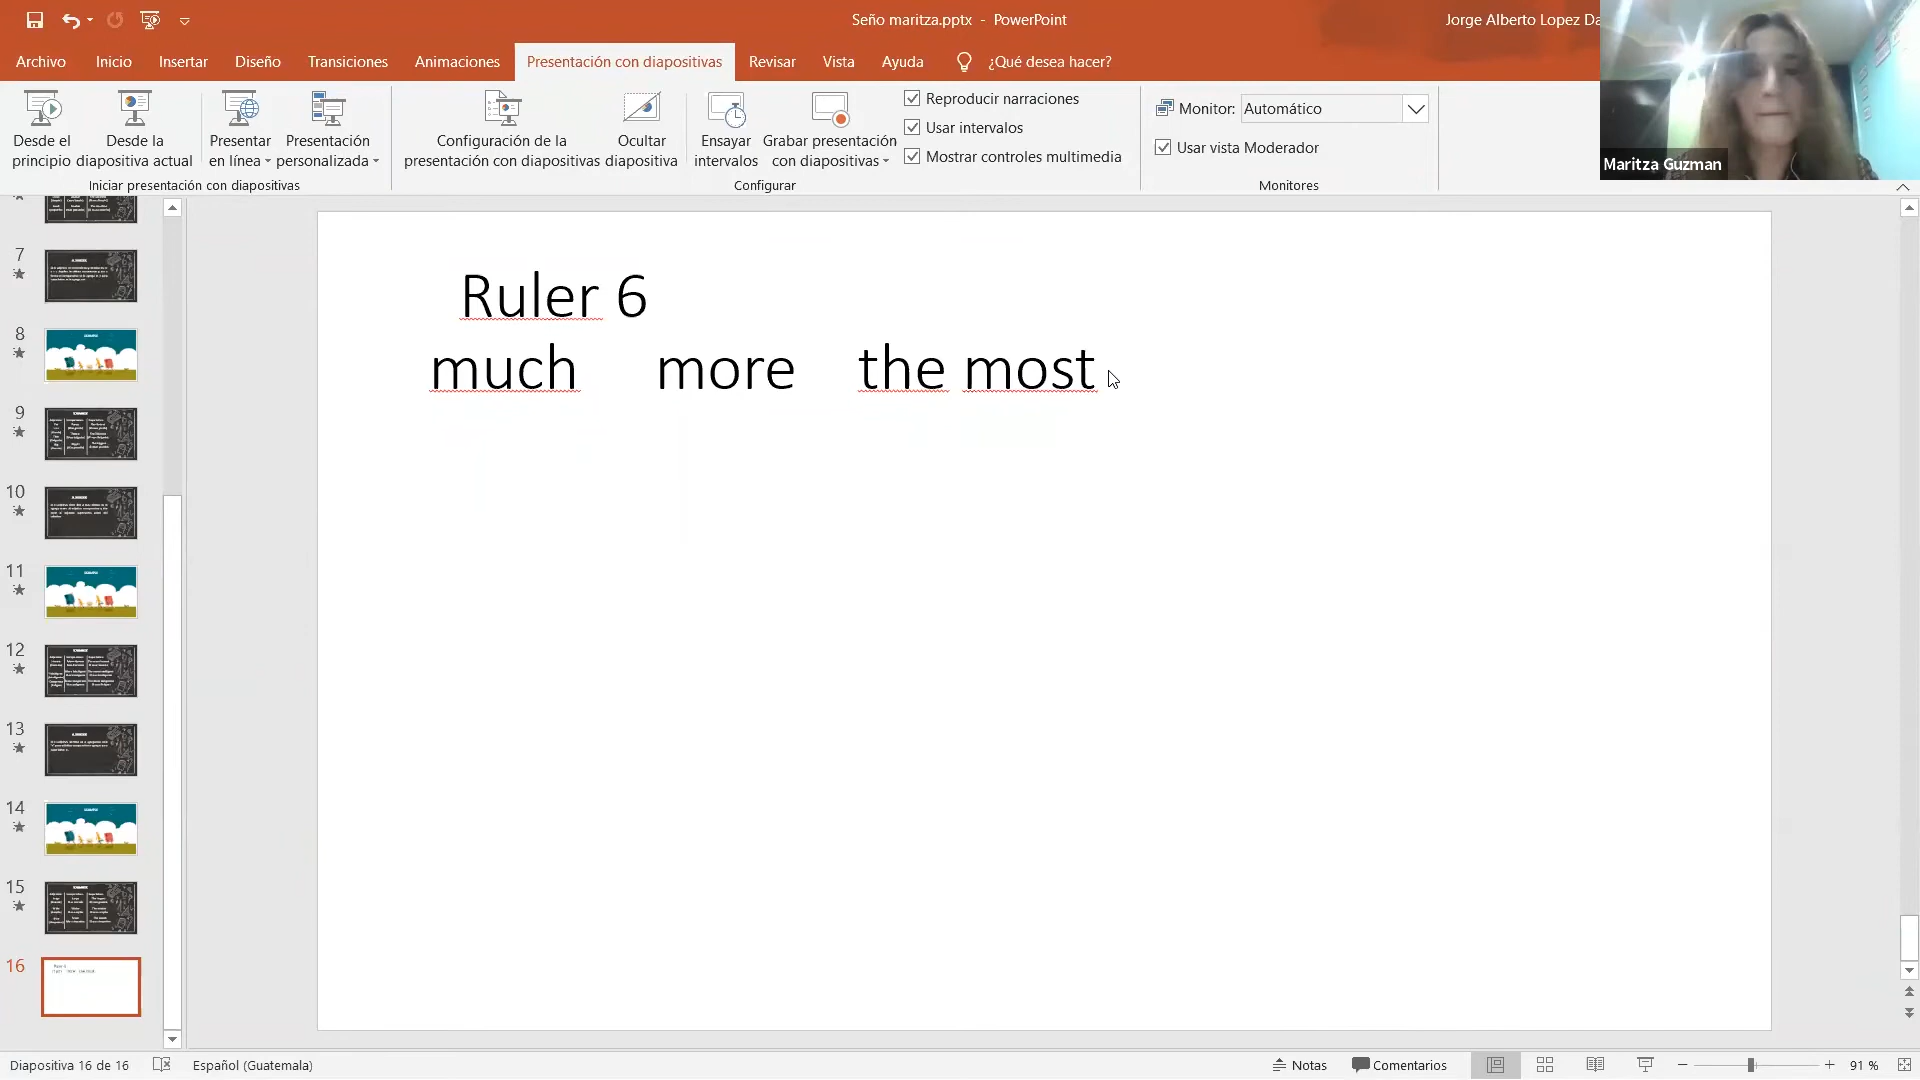 Seño maritza.pptx - PowerPoint
Jorge Alberto Lopez Da
Archivo Inicio Insertar Diseño Transiciones Animaciones Presentación con diapositivas Revisar Vista Ayuda ¿Qué desea hacer?
Desde el principio
Desde la diapositiva actual
Presentar en línea
Presentación personalizada
Iniciar presentación con diapositivas
Configuración de la presentación con diapositivas
Ocultar diapositiva
Ensayar intervalos
Grabar presentación con diapositivas
Reproducir narraciones
Usar intervalos
Mostrar controles multimedia
Configurar
Monitor: Automático
Usar vista Moderador
Monitores
Maritza Guzman
7
8
9
10
11
12
13
14
15
16
Ruler 6
much more the most
Diapositiva 16 de 16 Español (Guatemala) Notas Comentarios 91 %